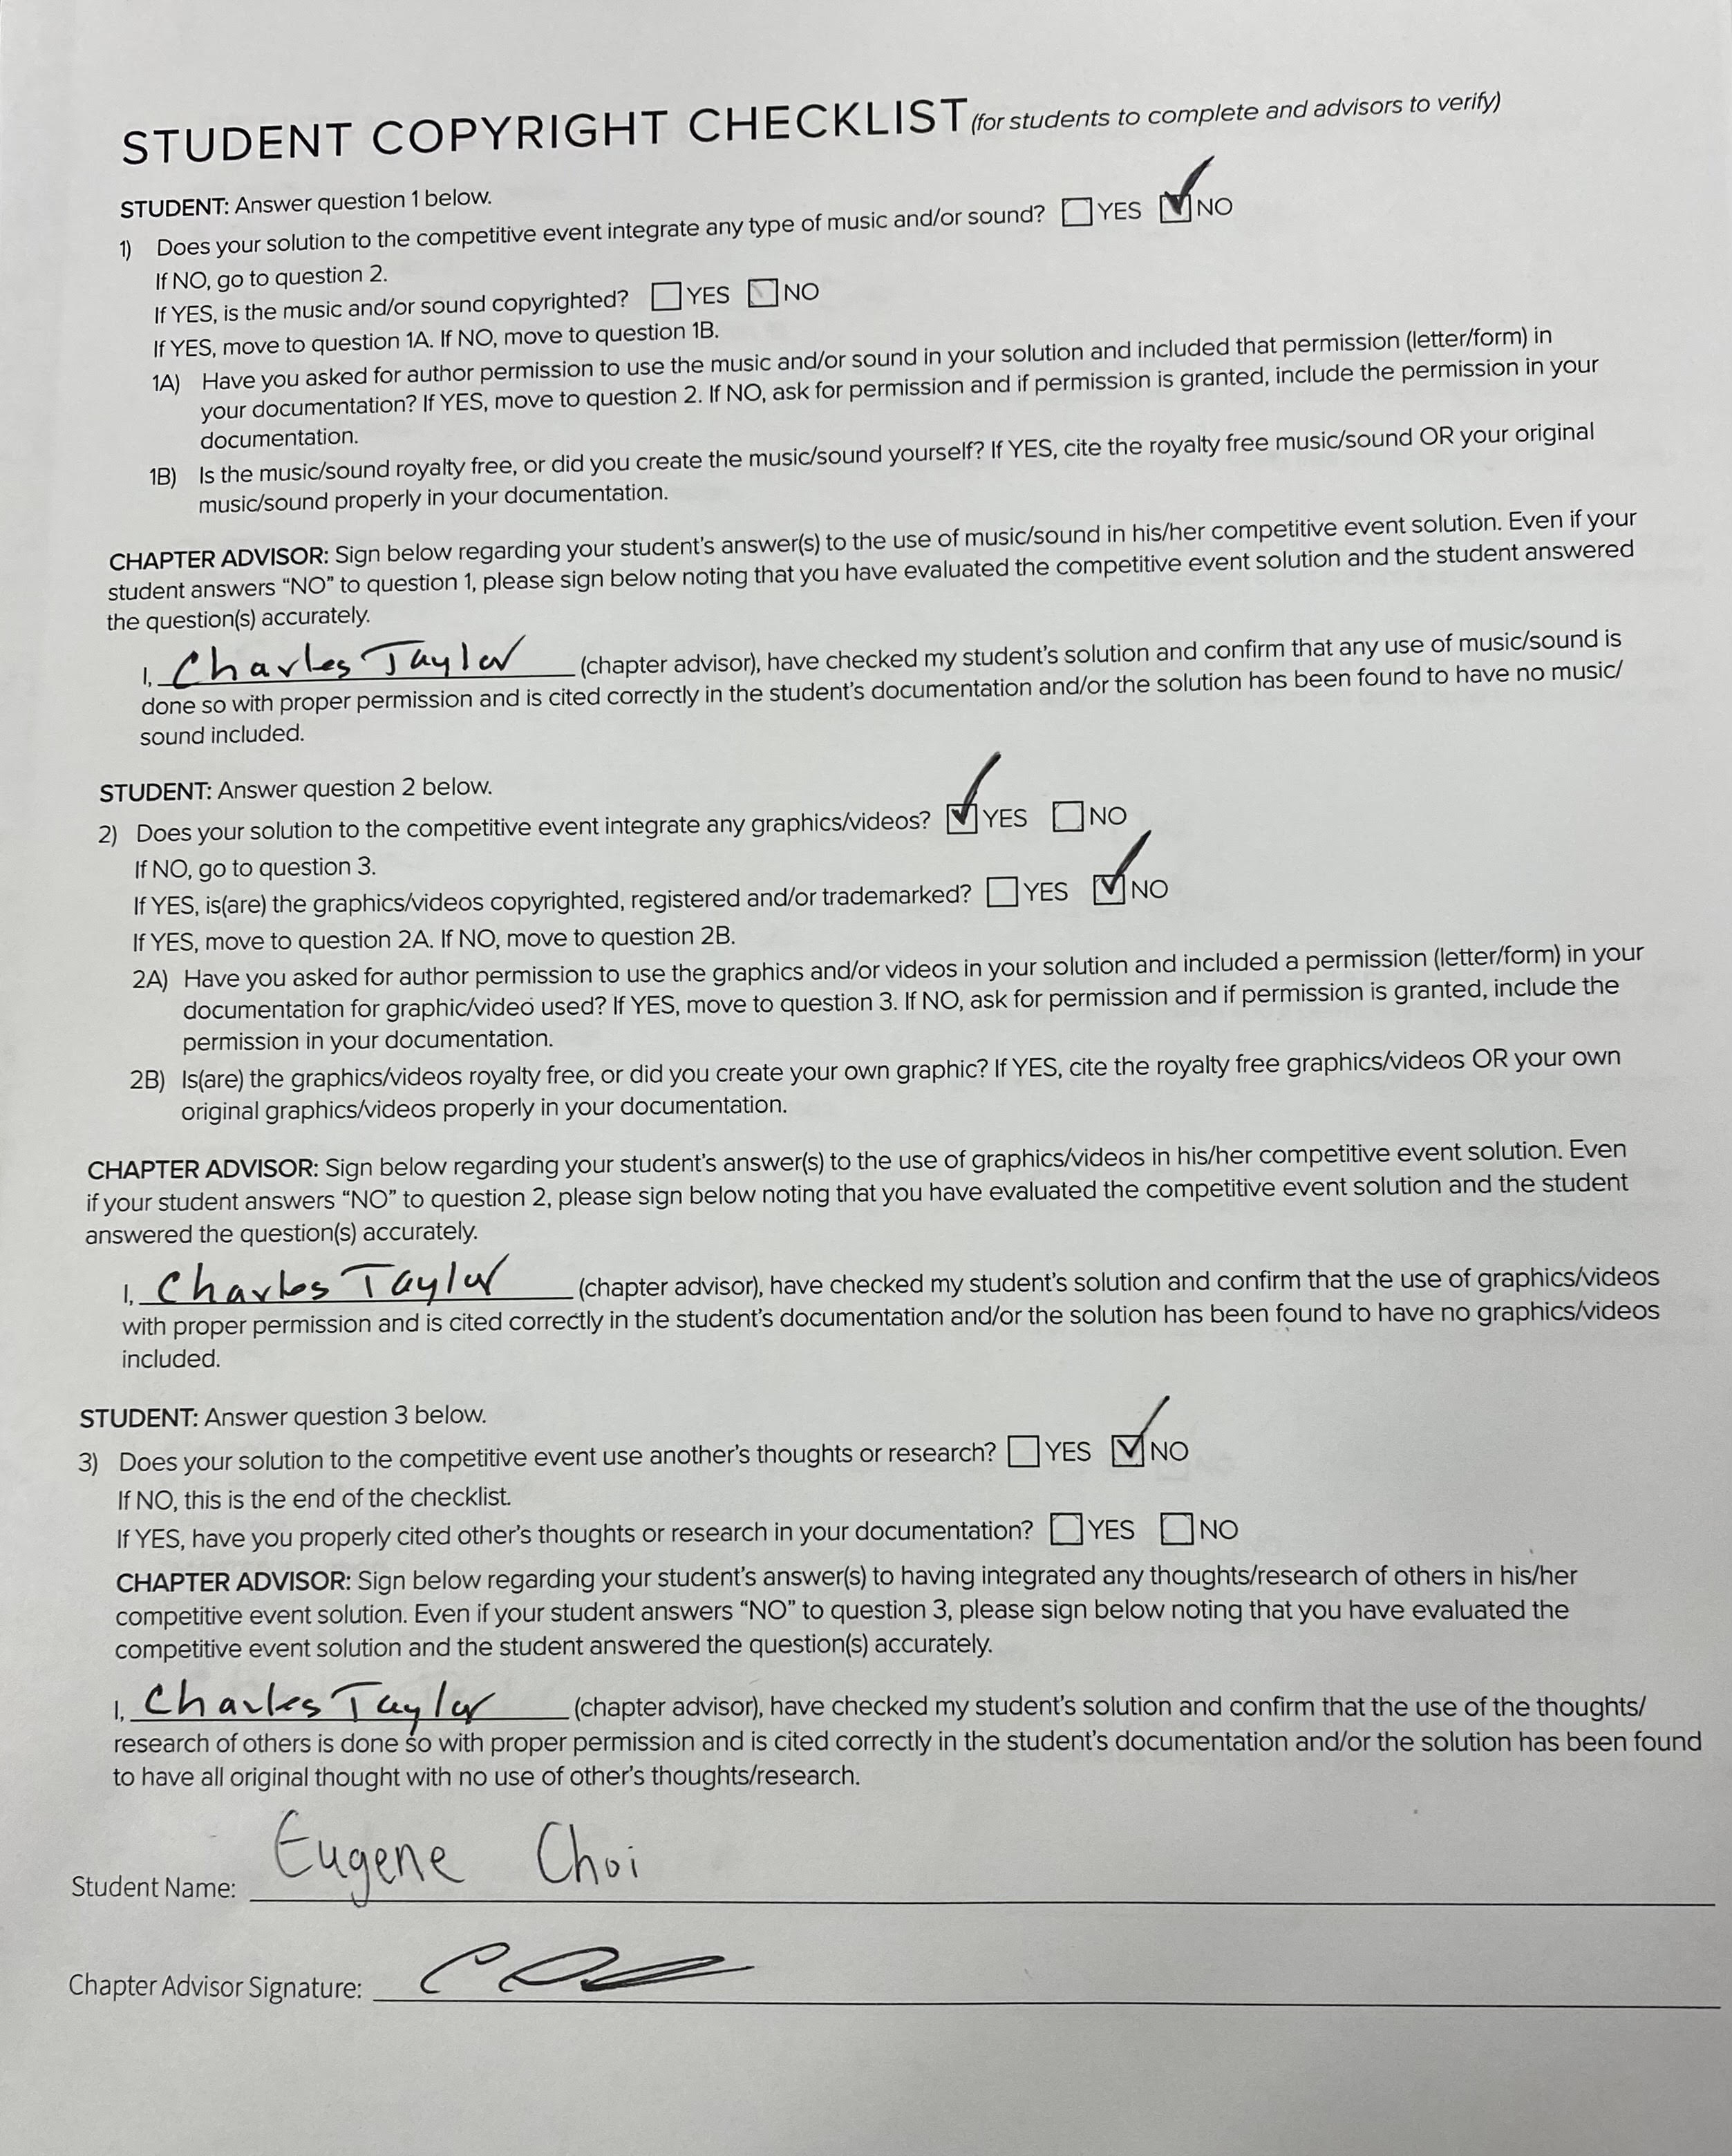 STUDENT COPYRIGHT CHECKLIST (for students to complete and advisors to verify)
STUDENT: Answer question 1 below.
1) Does your solution to the competitive event integrate any type of music and/or sound? YES NO
If NO, go to question 2.
If YES, is the music and/or sound copyrighted? YES NO
If YES, move to question 1A. If NO, move to question 1B.
1A) Have you asked for author permission to use the music and/or sound in your solution and included that permission (letter/form) in
your documentation? If YES, move to question 2. If NO, ask for permission and if permission is granted, include the permission in your
documentation.
1B) Is the music/sound royalty free, or did you create the music/sound yourself? If YES, cite the royalty free music/sound OR your original
music/sound properly in your documentation.
CHAPTER ADVISOR: Sign below regarding your student's answer(s) to the use of music/sound in his/her competitive event solution. Even if your
student answers “NO” to question 1, please sign below noting that you have evaluated the competitive event solution and the student answered
the question(s) accurately.
I, Charles Taylor (chapter advisor), have checked my student's solution and confirm that any use of music/sound is
done so with proper permission and is cited correctly in the student's documentation and/or the solution has been found to have no music/
sound included.
STUDENT: Answer question 2 below.
2) Does your solution to the competitive event integrate any graphics/videos? YES NO
If NO, go to question 3.
If YES, is(are) the graphics/videos copyrighted, registered and/or trademarked? YES NO
If YES, move to question 2A. If NO, move to question 2B.
2A) Have you asked for author permission to use the graphics and/or videos in your solution and included a permission (letter/form) in your
documentation for graphic/video used? If YES, move to question 3. If NO, ask for permission and if permission is granted, include the
permission in your documentation.
2B) Is(are) the graphics/videos royalty free, or did you create your own graphic? If YES, cite the royalty free graphics/videos OR your own
original graphics/videos properly in your documentation.
CHAPTER ADVISOR: Sign below regarding your student's answer(s) to the use of graphics/videos in his/her competitive event solution. Even
if your student answers “NO” to question 2, please sign below noting that you have evaluated the competitive event solution and the student
answered the question(s) accurately.
I, Charles Taylor (chapter advisor), have checked my student's solution and confirm that the use of graphics/videos
with proper permission and is cited correctly in the student's documentation and/or the solution has been found to have no graphics/videos
included.
STUDENT: Answer question 3 below.
3) Does your solution to the competitive event use another's thoughts or research? YES NO
If NO, this is the end of the checklist.
If YES, have you properly cited other's thoughts or research in your documentation? YES NO
CHAPTER ADVISOR: Sign below regarding your student's answer(s) to having integrated any thoughts/research of others in his/her
competitive event solution. Even if your student answers “NO” to question 3, please sign below noting that you have evaluated the
competitive event solution and the student answered the question(s) accurately.
I, Charles Taylor (chapter advisor), have checked my student's solution and confirm that the use of the thoughts/
research of others is done so with proper permission and is cited correctly in the student's documentation and/or the solution has been found
to have all original thought with no use of other's thoughts/research.
Student Name: Eugene Choi
Chapter Advisor Signature: